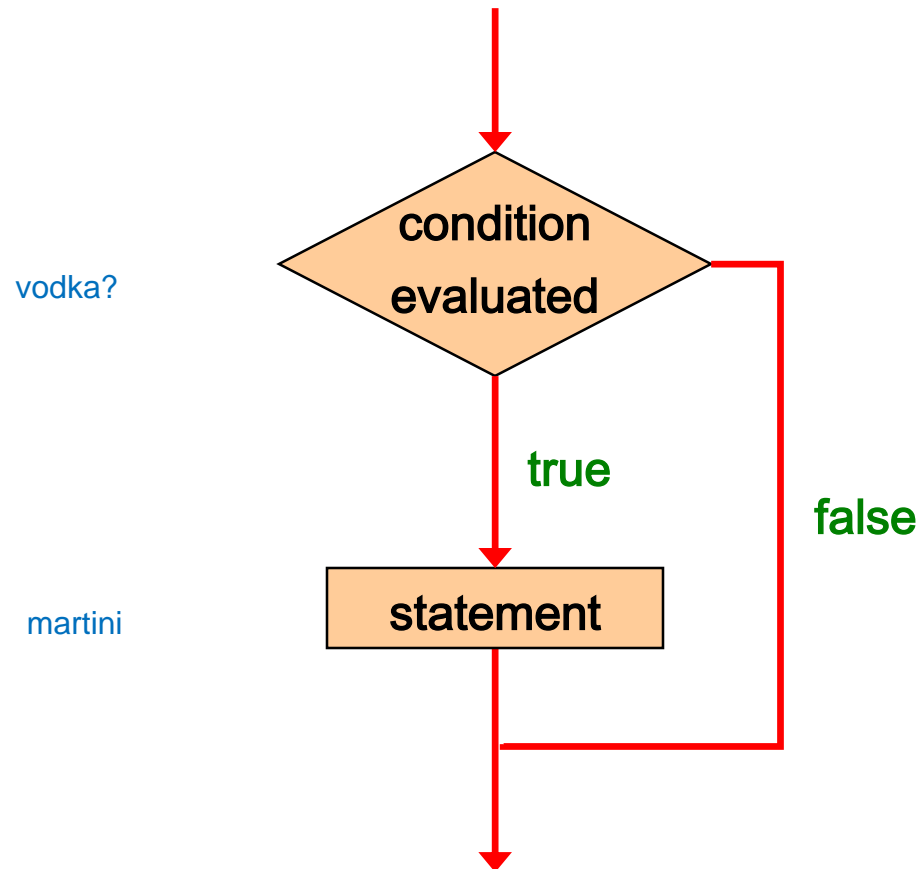 condition
evaluated
vodka?
true
false
statement
martini